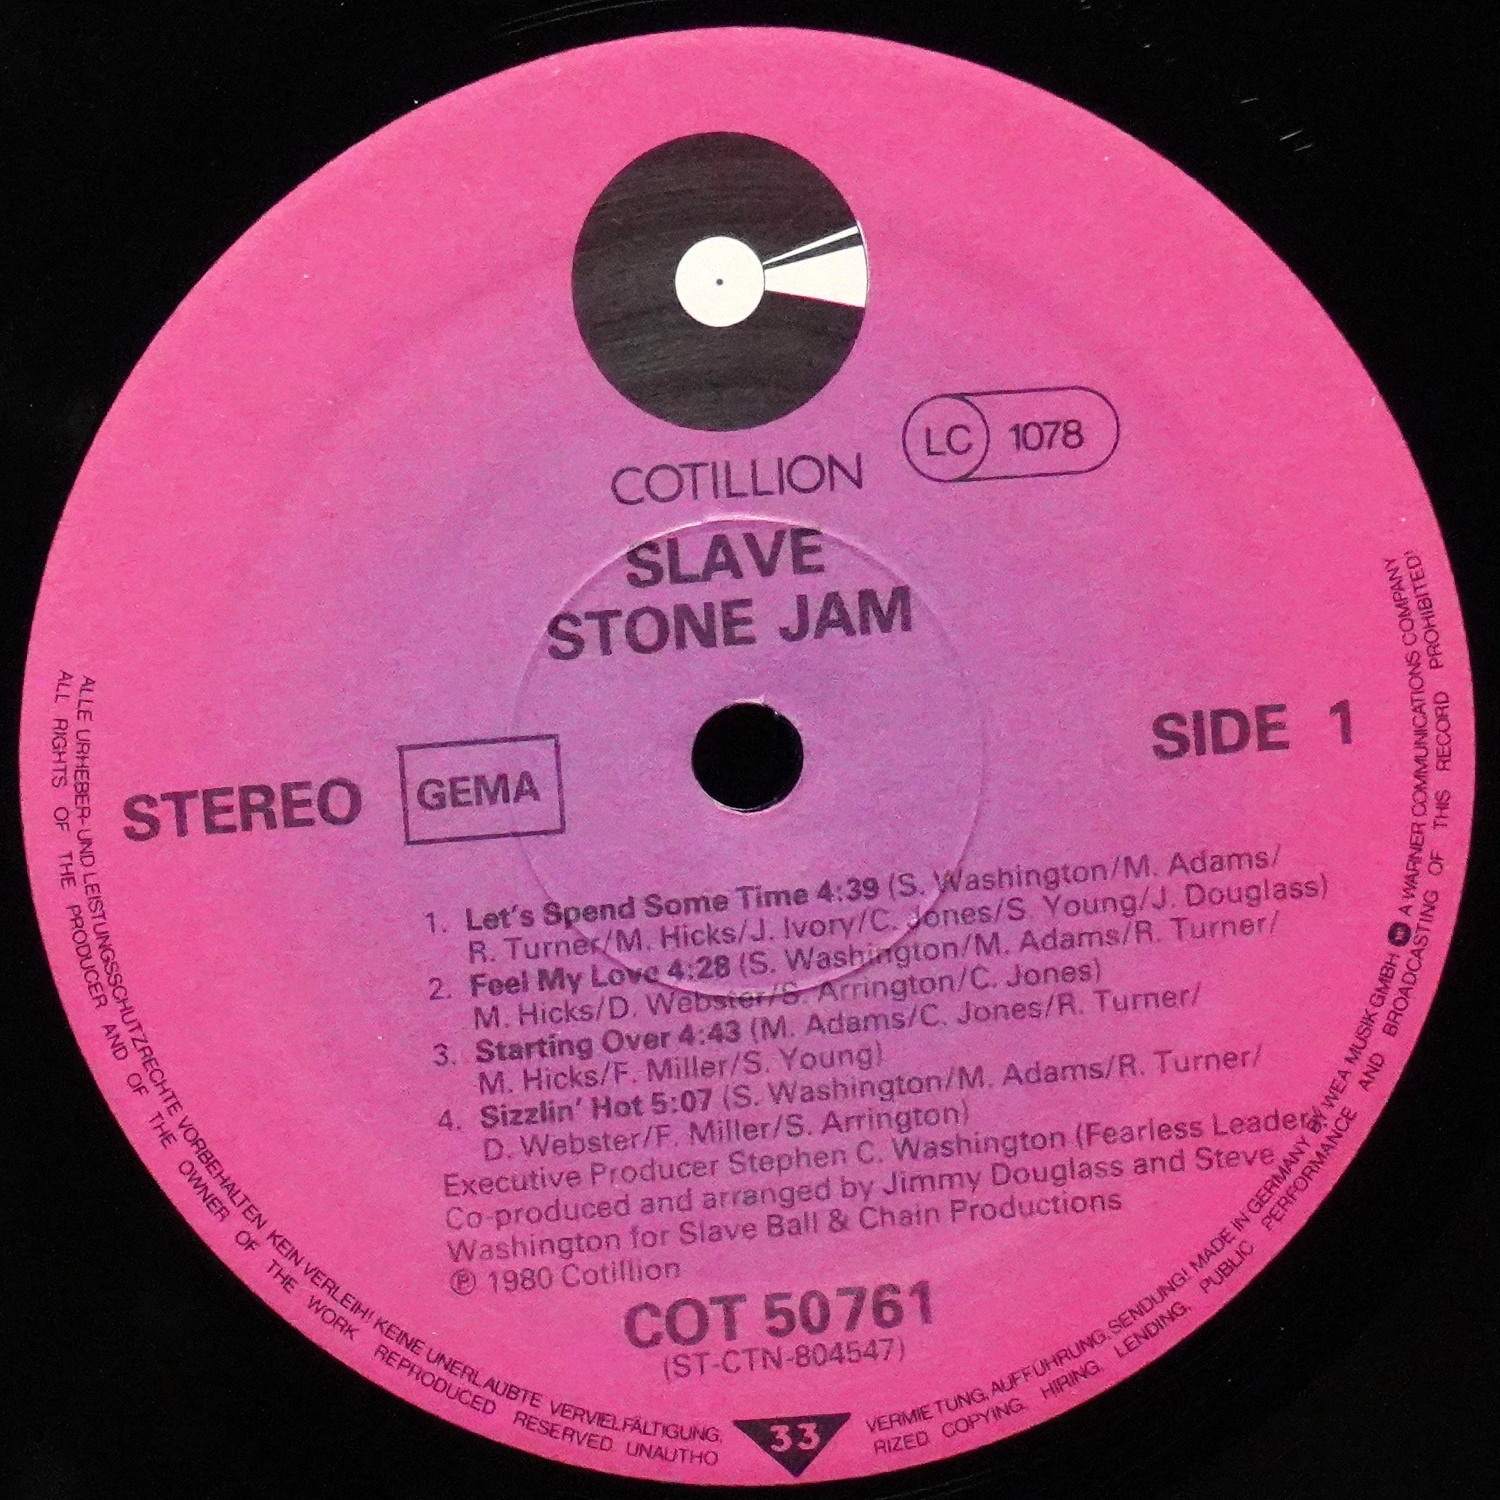 COTILLION
LC 1078
SLAVE
STONE JAM
SIDE 1
STEREO
GEMA
1. Let's Spend Some Time 4:39 (S. Washington/M. Adams/
R. Turner/M. Hicks/J. Ivory/C. Jones/S. Young/J. Douglass)
2. Feel My Love 4:28 (S. Washington/M. Adams/R. Turner/
M. Hicks/D. Webster/S. Arrington/C. Jones)
3. Starting Over 4:43 (M. Adams/C. Jones/R. Turner/
M. Hicks/F. Miller/S. Young)
4. Sizzlin' Hot 5:07 (S. Washington/M. Adams/R. Turner/
D. Webster/F. Miller/S. Arrington)
Executive Producer Stephen C. Washington (Fearless Leader)
Co-produced and arranged by Jimmy Douglass and Steve
Washington for Slave Ball & Chain Productions
℗ 1980 Cotillion
COT 50761
(ST-CTN-804547)
33
ALLE URHEBER- UND LEISTUNGSSCHUTZRECHTE VORBEHALTEN KEIN VERLEIH! KEINE UNERLAUBTE VERVIELFÄLTIGUNG, VERMIETUNG, AUFFÜHRUNG, SENDUNG! MADE IN GERMANY BY WEA MUSIK GMBH A WARNER COMMUNICATIONS COMPANY
ALL RIGHTS OF THE PRODUCER AND OF THE OWNER OF THE WORK REPRODUCED RESERVED UNAUTHO RIZED COPYING, HIRING, LENDING, PUBLIC PERFORMANCE AND BROADCASTING OF THIS RECORD PROHIBITED!